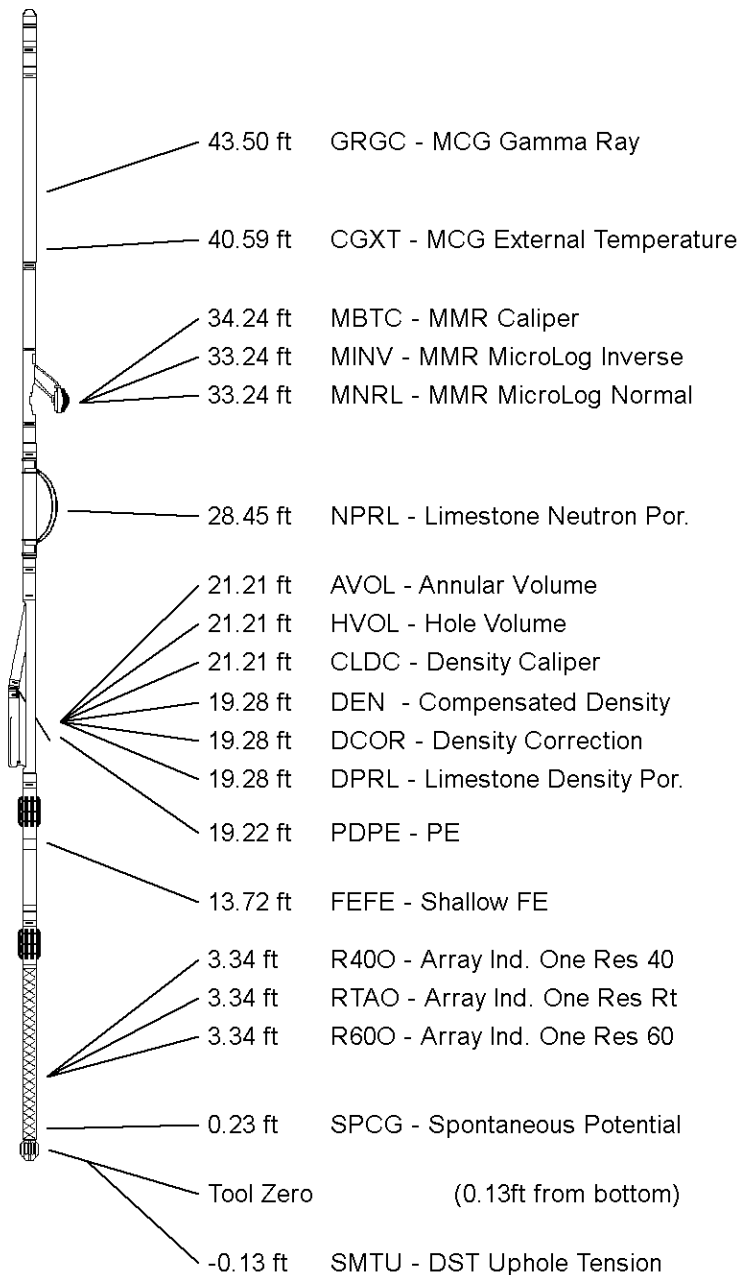 43.50 ft GRGC - MCG Gamma Ray
40.59 ft CGXT - MCG External Temperature
34.24 ft MBTC - MMR Caliper
33.24 ft MINV - MMR MicroLog Inverse
33.24 ft MNRL - MMR MicroLog Normal
28.45 ft NPRL - Limestone Neutron Por.
21.21 ft AVOL - Annular Volume
21.21 ft HVOL - Hole Volume
21.21 ft CLDC - Density Caliper
19.28 ft DEN - Compensated Density
19.28 ft DCOR - Density Correction
19.28 ft DPRL - Limestone Density Por.
19.22 ft PDPE - PE
13.72 ft FEFE - Shallow FE
3.34 ft R40O - Array Ind. One Res 40
3.34 ft RTAO - Array Ind. One Res Rt
3.34 ft R60O - Array Ind. One Res 60
0.23 ft SPCG - Spontaneous Potential
Tool Zero (0.13ft from bottom)
-0.13 ft SMTU - DST Uphole Tension